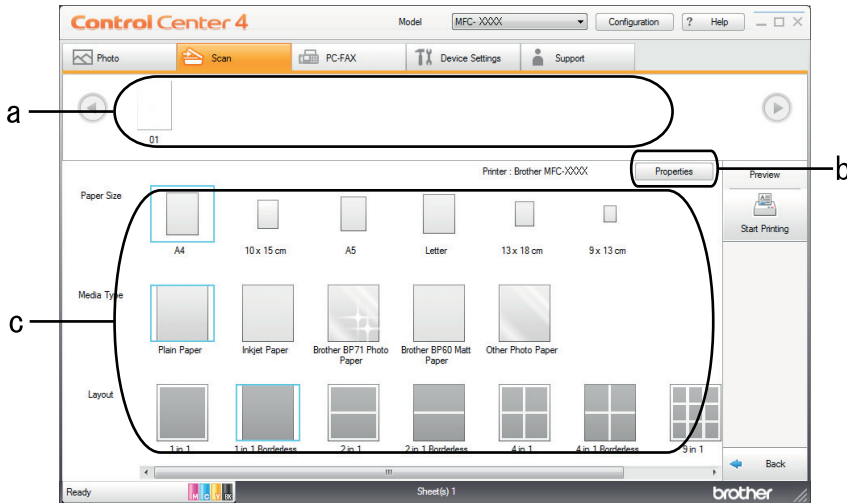 Control Center 4 Model MFC- XXXX Configuration ? Help
Photo Scan PC-FAX Device Settings Support
a
01
Printer : Brother MFC-XXXX Properties Preview
b
Paper Size
Start Printing
A4 10 x 15 cm A5 Letter 13 x 18 cm 9 x 13 cm
Media Type
c
Plain Paper Inkjet Paper Brother BP71 Photo Paper Brother BP60 Matt Paper Other Photo Paper
Layout
1 in 1 1 in 1 Borderless 2 in 1 2 in 1 Borderless 4 in 1 4 in 1 Borderless 9 in 1
Back
Ready M C Y BK Sheet(s) 1 brother